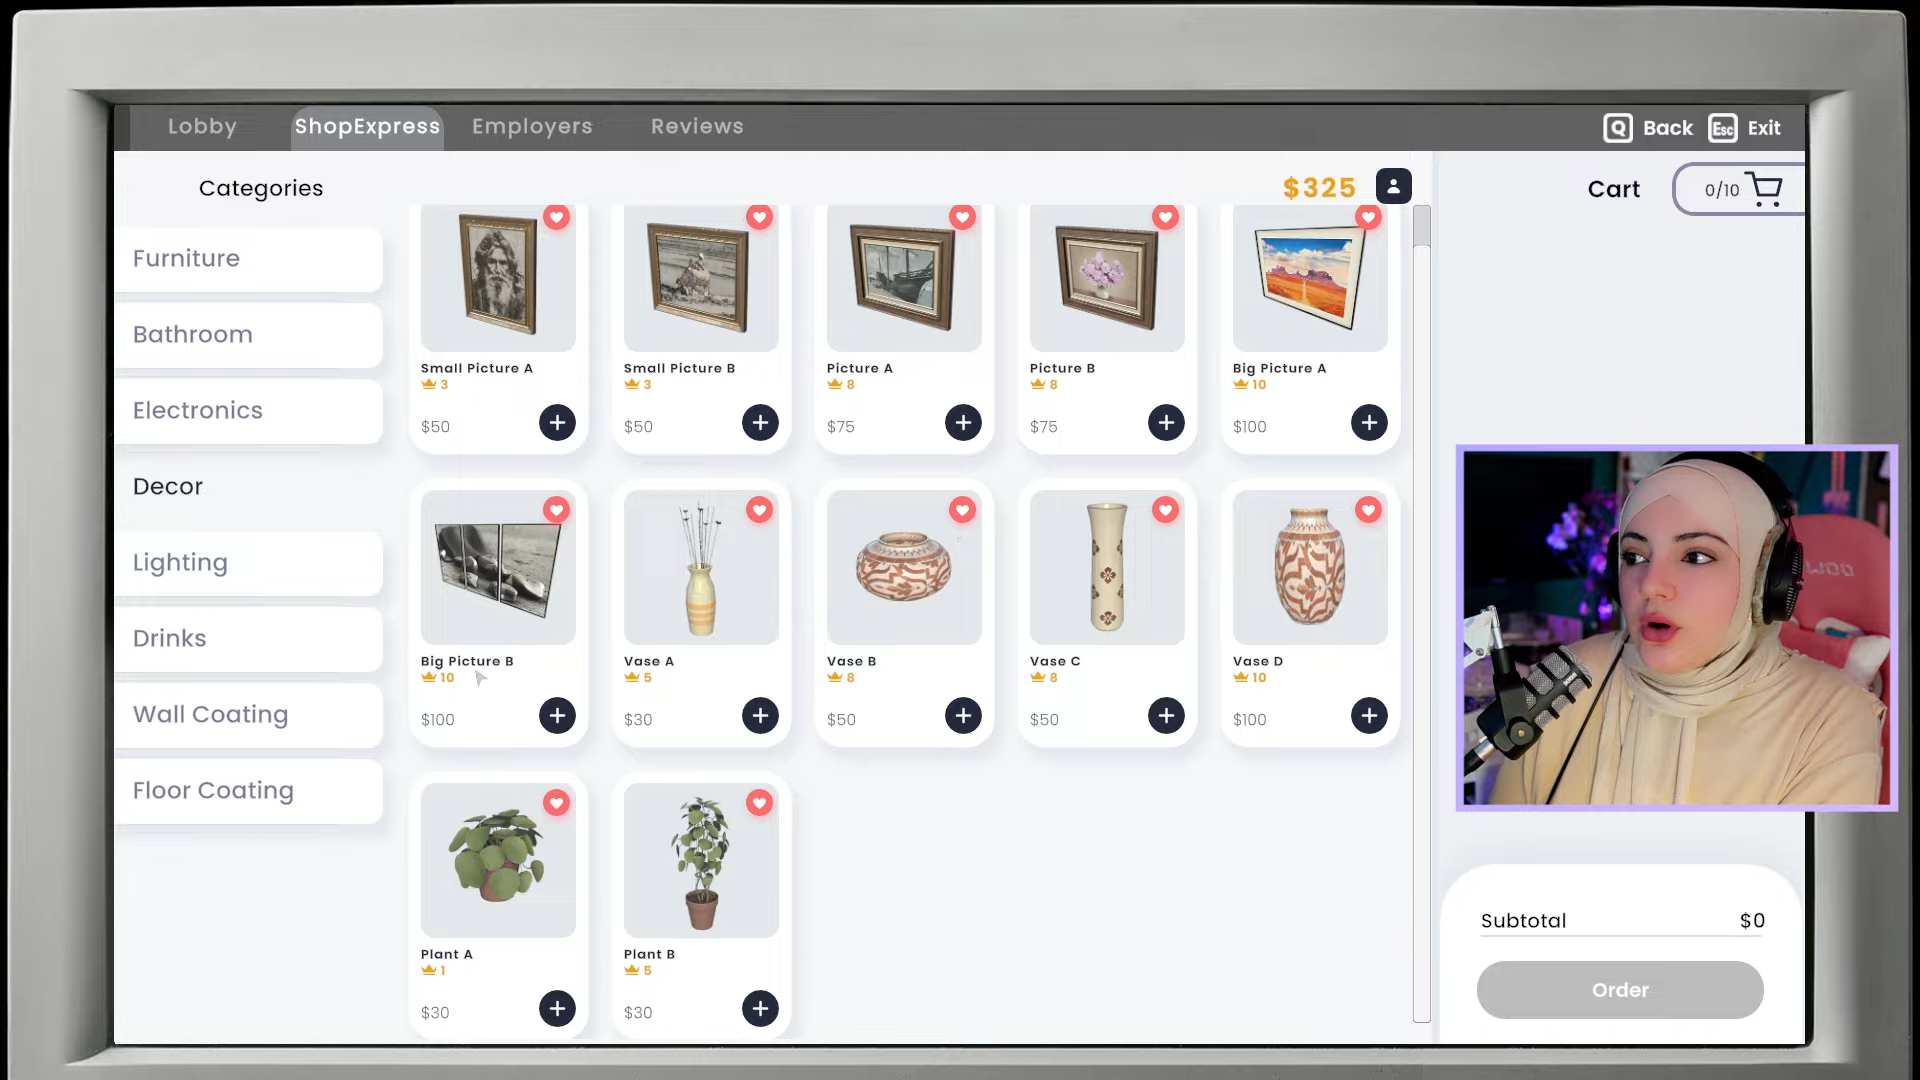 Lobby ShopExpress Employers Reviews
Q Back Esc Exit
Categories
$325
Cart 0/10
Furniture
Bathroom
Electronics
Decor
Lighting
Drinks
Wall Coating
Floor Coating
Small Picture A
3
$50
Small Picture B
3
$50
Picture A
8
$75
Picture B
8
$75
Big Picture A
10
$100
Big Picture B
10
$100
Vase A
5
$30
Vase B
8
$50
Vase C
8
$50
Vase D
10
$100
Plant A
1
$30
Plant B
5
$30
Subtotal $0
Order